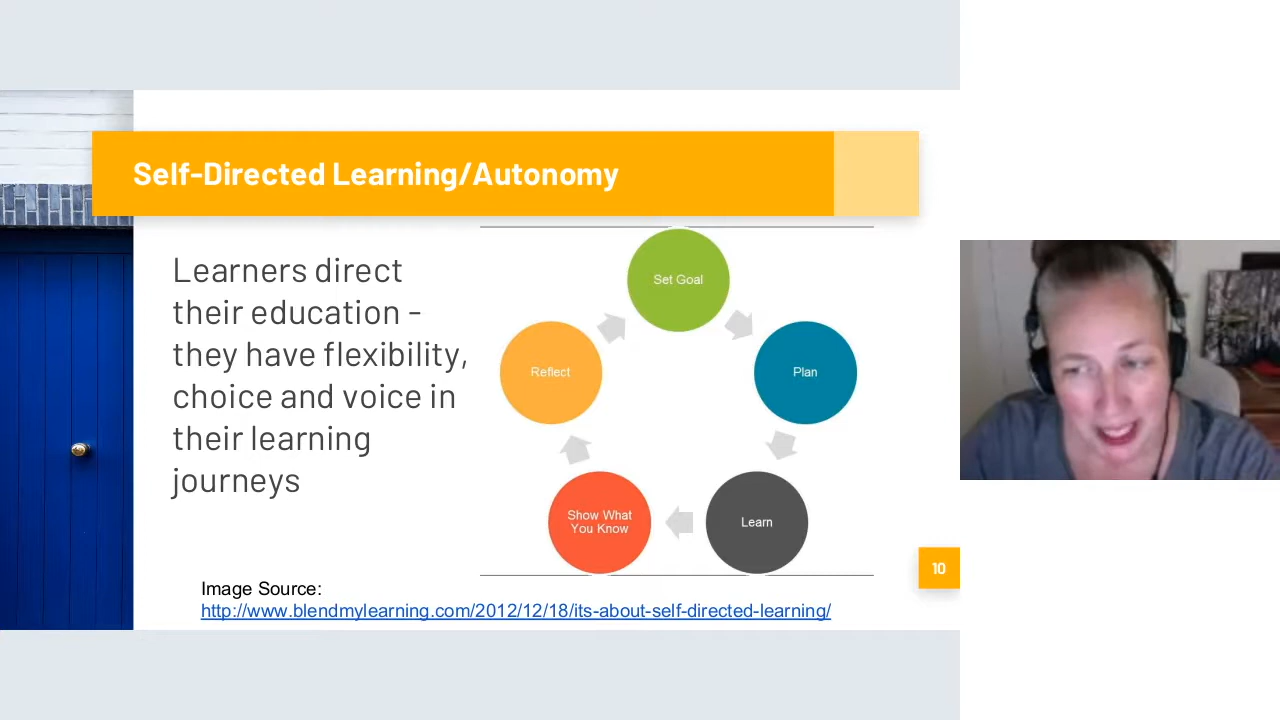 Self-Directed Learning/Autonomy
Learners direct
their education -
they have flexibility,
choice and voice in
their learning
journeys
Set Goal
Plan
Learn
Show What
You Know
Reflect
Image Source:
http://www.blendmylearning.com/2012/12/18/its-about-self-directed-learning/
10